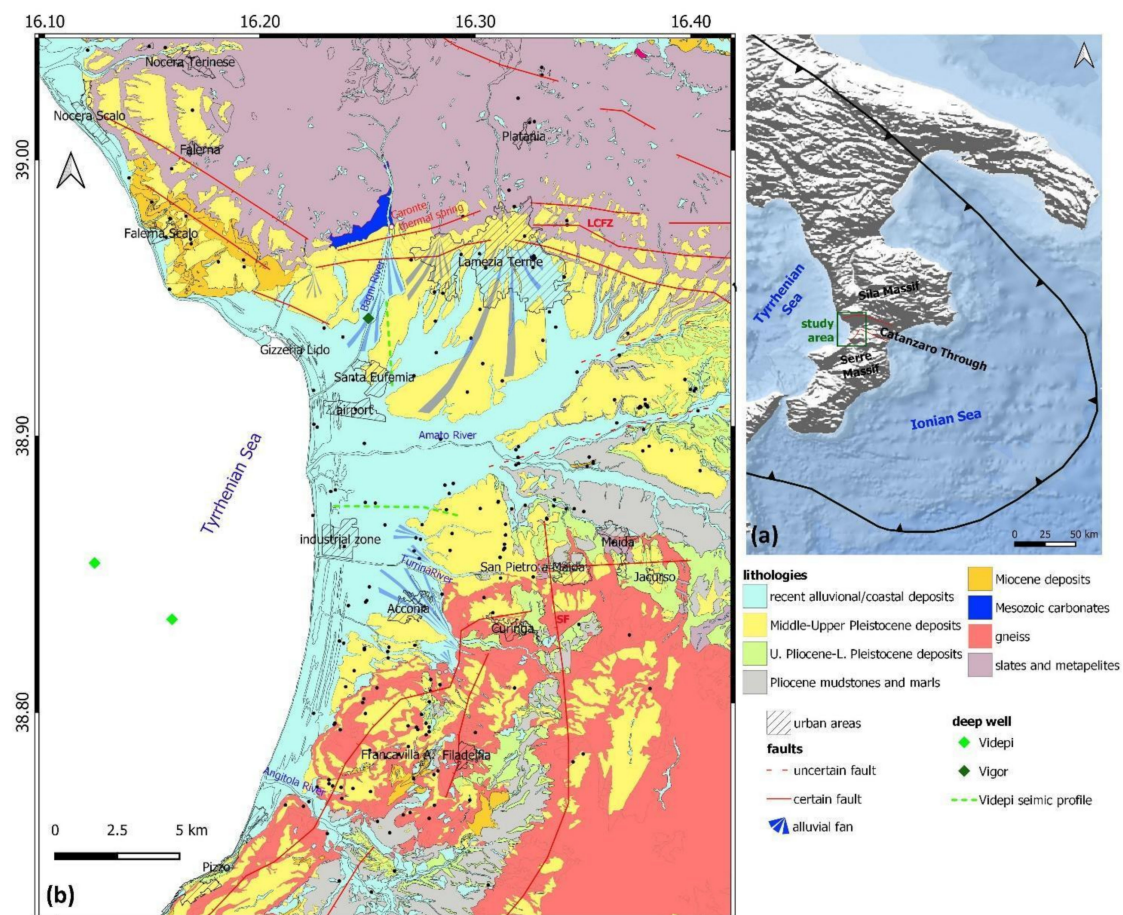 16.10
16.20
16.30
16.40
39.00
38.90
38.80
Nocera Terinese
Nocera Scalo
Falerna
Platania
Caronte
thermal spring
LCFZ
Falerna Scalo
Lamezia Terme
Bagni River
Gizzeria Lido
Santa Eufemia
airport
Amato River
Tyrrhenian Sea
industrial zone
Turrina River
San Pietro a Maida
Maida
Jacurso
Acconia
SF
Curinga
Francavilla A.
Filadelfia
Angitola River
Pizzo
0 2.5 5 km
(b)
Tyrrhenian
Sea
Sila Massif
study
area
Catanzaro Through
Serre
Massif
Ionian Sea
(a)
0 25 50 km
lithologies
recent alluvional/coastal deposits
Middle-Upper Pleistocene deposits
U. Pliocene-L. Pleistocene deposits
Pliocene mudstones and marls
Miocene deposits
Mesozoic carbonates
gneiss
slates and metapelites
urban areas
faults
uncertain fault
certain fault
alluvial fan
deep well
Videpi
Vigor
Videpi seimic profile